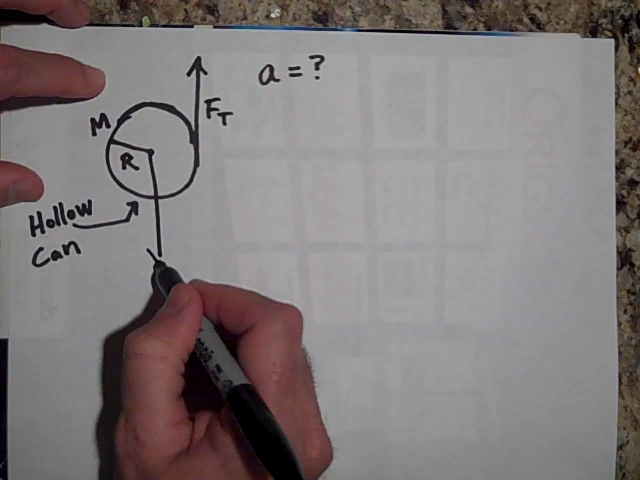 a = ?
M
F_T
R
Hollow
Can